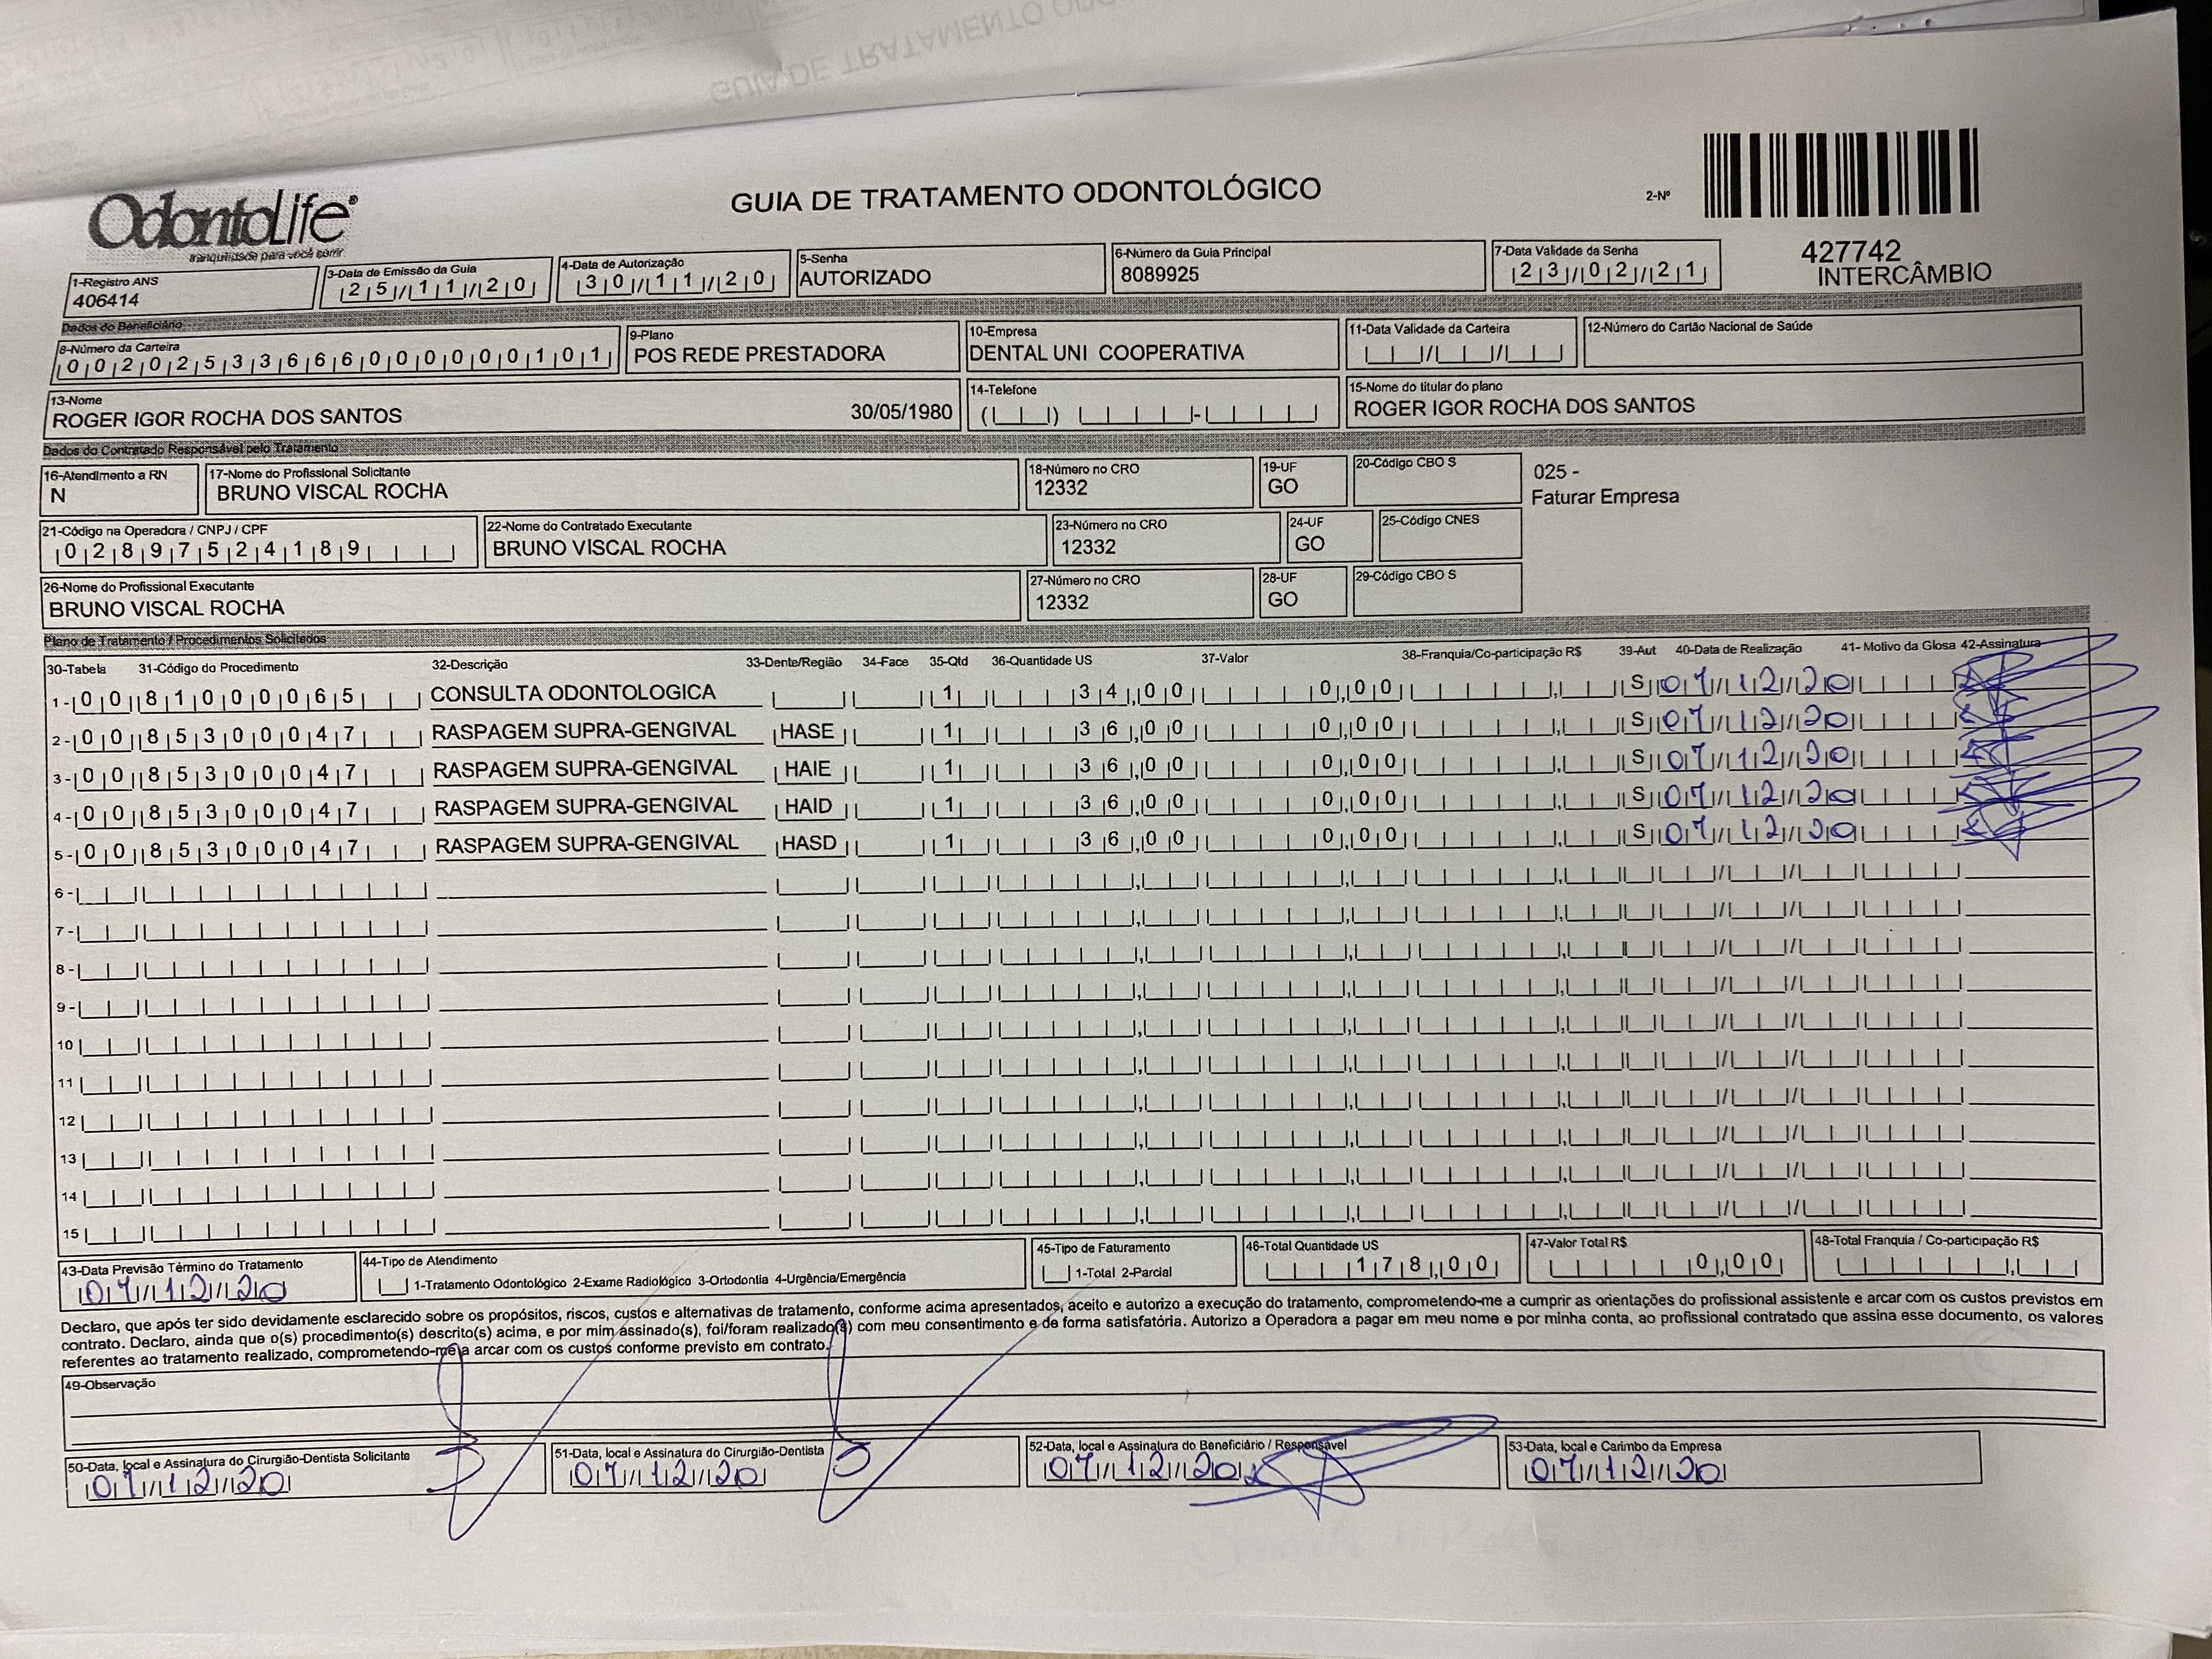 GUIA DE TRATAMENTO ODO
OdontoLife®
tranquilidade para você sorrir.
GUIA DE TRATAMENTO ODONTOLÓGICO
2-Nº
427742
INTERCÂMBIO
1-Registro ANS
406414
3-Data de Emissão da Guia
25/11/20
4-Data de Autorização
30/11/20
5-Senha
AUTORIZADO
6-Número da Guia Principal
8089925
7-Data Validade da Senha
23/02/21
Dados do Beneficiário
8-Número da Carteira
00202533666000000101
9-Plano
POS REDE PRESTADORA
10-Empresa
DENTAL UNI COOPERATIVA
11-Data Validade da Carteira
12-Número do Cartão Nacional de Saúde
13-Nome
ROGER IGOR ROCHA DOS SANTOS 30/05/1980
14-Telefone
15-Nome do titular do plano
ROGER IGOR ROCHA DOS SANTOS
Dados do Contratado Responsável pelo Tratamento
16-Atendimento a RN
N
17-Nome do Profissional Solicitante
BRUNO VISCAL ROCHA
18-Número no CRO
12332
19-UF
GO
20-Código CBO S
025 -
Faturar Empresa
21-Código na Operadora / CNPJ / CPF
02897524189
22-Nome do Contratado Executante
BRUNO VISCAL ROCHA
23-Número no CRO
12332
24-UF
GO
25-Código CNES
26-Nome do Profissional Executante
BRUNO VISCAL ROCHA
27-Número no CRO
12332
28-UF
GO
29-Código CBO S
Plano de Tratamento / Procedimentos Solicitados
30-Tabela 31-Código do Procedimento 32-Descrição 33-Dente/Região 34-Face 35-Qtd 36-Quantidade US 37-Valor 38-Franquia/Co-participação R$ 39-Aut 40-Data de Realização 41- Motivo da Glosa 42-Assinatura
1- 00 81000065 CONSULTA ODONTOLOGICA 1 34,00 0,00 S 07/12/20
2- 00 85300047 RASPAGEM SUPRA-GENGIVAL HASE 1 36,00 0,00 S 07/12/20
3- 00 85300047 RASPAGEM SUPRA-GENGIVAL HAIE 1 36,00 0,00 S 07/12/20
4- 00 85300047 RASPAGEM SUPRA-GENGIVAL HAID 1 36,00 0,00 S 07/12/20
5- 00 85300047 RASPAGEM SUPRA-GENGIVAL HASD 1 36,00 0,00 S 07/12/20
6-
7-
8-
9-
10
11
12
13
14
15
43-Data Previsão Término do Tratamento
07/12/20
44-Tipo de Atendimento
1-Tratamento Odontológico 2-Exame Radiológico 3-Ortodontia 4-Urgência/Emergência
45-Tipo de Faturamento
1-Total 2-Parcial
46-Total Quantidade US
178,00
47-Valor Total R$
0,00
48-Total Franquia / Co-participação R$
Declaro, que após ter sido devidamente esclarecido sobre os propósitos, riscos, custos e alternativas de tratamento, conforme acima apresentados, aceito e autorizo a execução do tratamento, comprometendo-me a cumprir as orientações do profissional assistente e arcar com os custos previstos em
contrato. Declaro, ainda que o(s) procedimento(s) descrito(s) acima, e por mim assinado(s), foi/foram realizado(s) com meu consentimento e de forma satisfatória. Autorizo a Operadora a pagar em meu nome e por minha conta, ao profissional contratado que assina esse documento, os valores
referentes ao tratamento realizado, comprometendo-me a arcar com os custos conforme previsto em contrato.
49-Observação
50-Data, local e Assinatura do Cirurgião-Dentista Solicitante
07/12/20
51-Data, local e Assinatura do Cirurgião-Dentista
07/12/20
52-Data, local e Assinatura do Beneficiário / Responsável
07/12/20
53-Data, local e Carimbo da Empresa
07/12/20